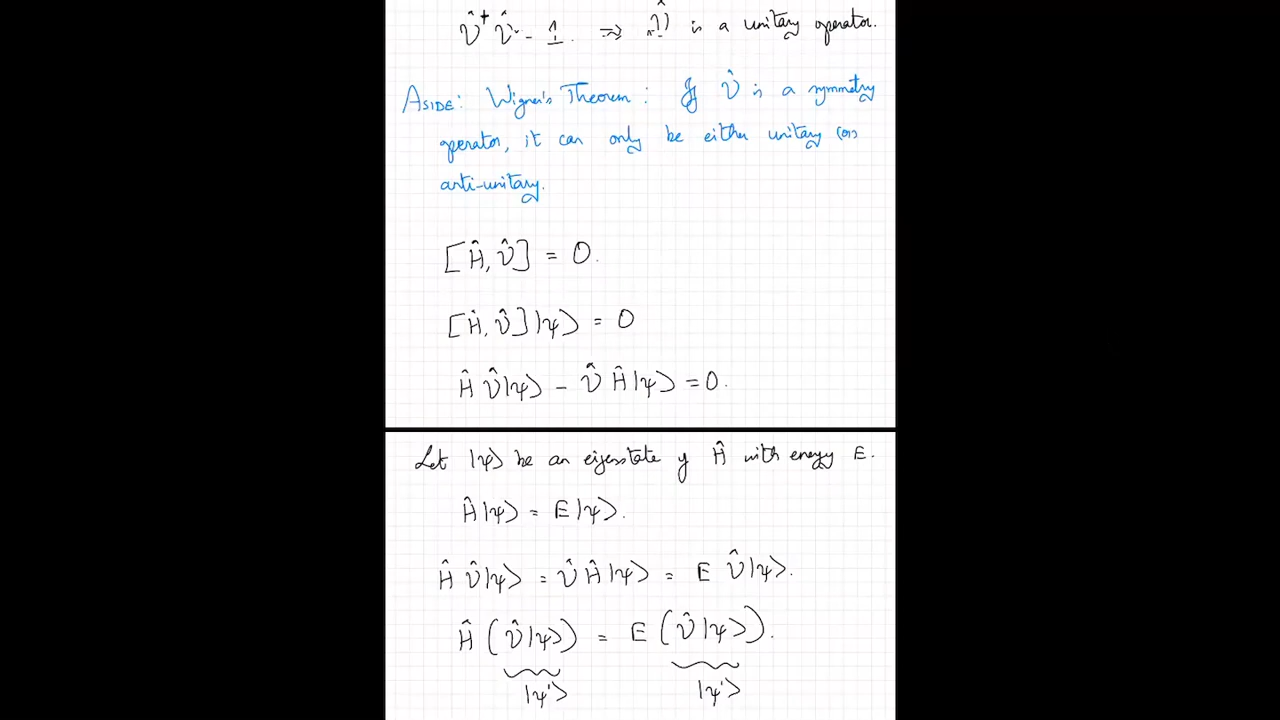 Û† Û = 1. ⇒ Û is a unitary operator.
ASIDE: Wigner's Theorem: If Û is a symmetry
operator, it can only be either unitary (or)
anti-unitary.
[Ĥ, Û] = 0.
[Ĥ, Û]|ψ⟩ = 0
Ĥ Û|ψ⟩ - Û Ĥ|ψ⟩ = 0.
Let |ψ⟩ be an eigenstate of Ĥ with energy E.
Ĥ|ψ⟩ = E|ψ⟩.
Ĥ Û|ψ⟩ = Û Ĥ|ψ⟩ = E Û|ψ⟩.
Ĥ (Û|ψ⟩) = E (Û|ψ⟩).
|ψ'⟩ |ψ'⟩